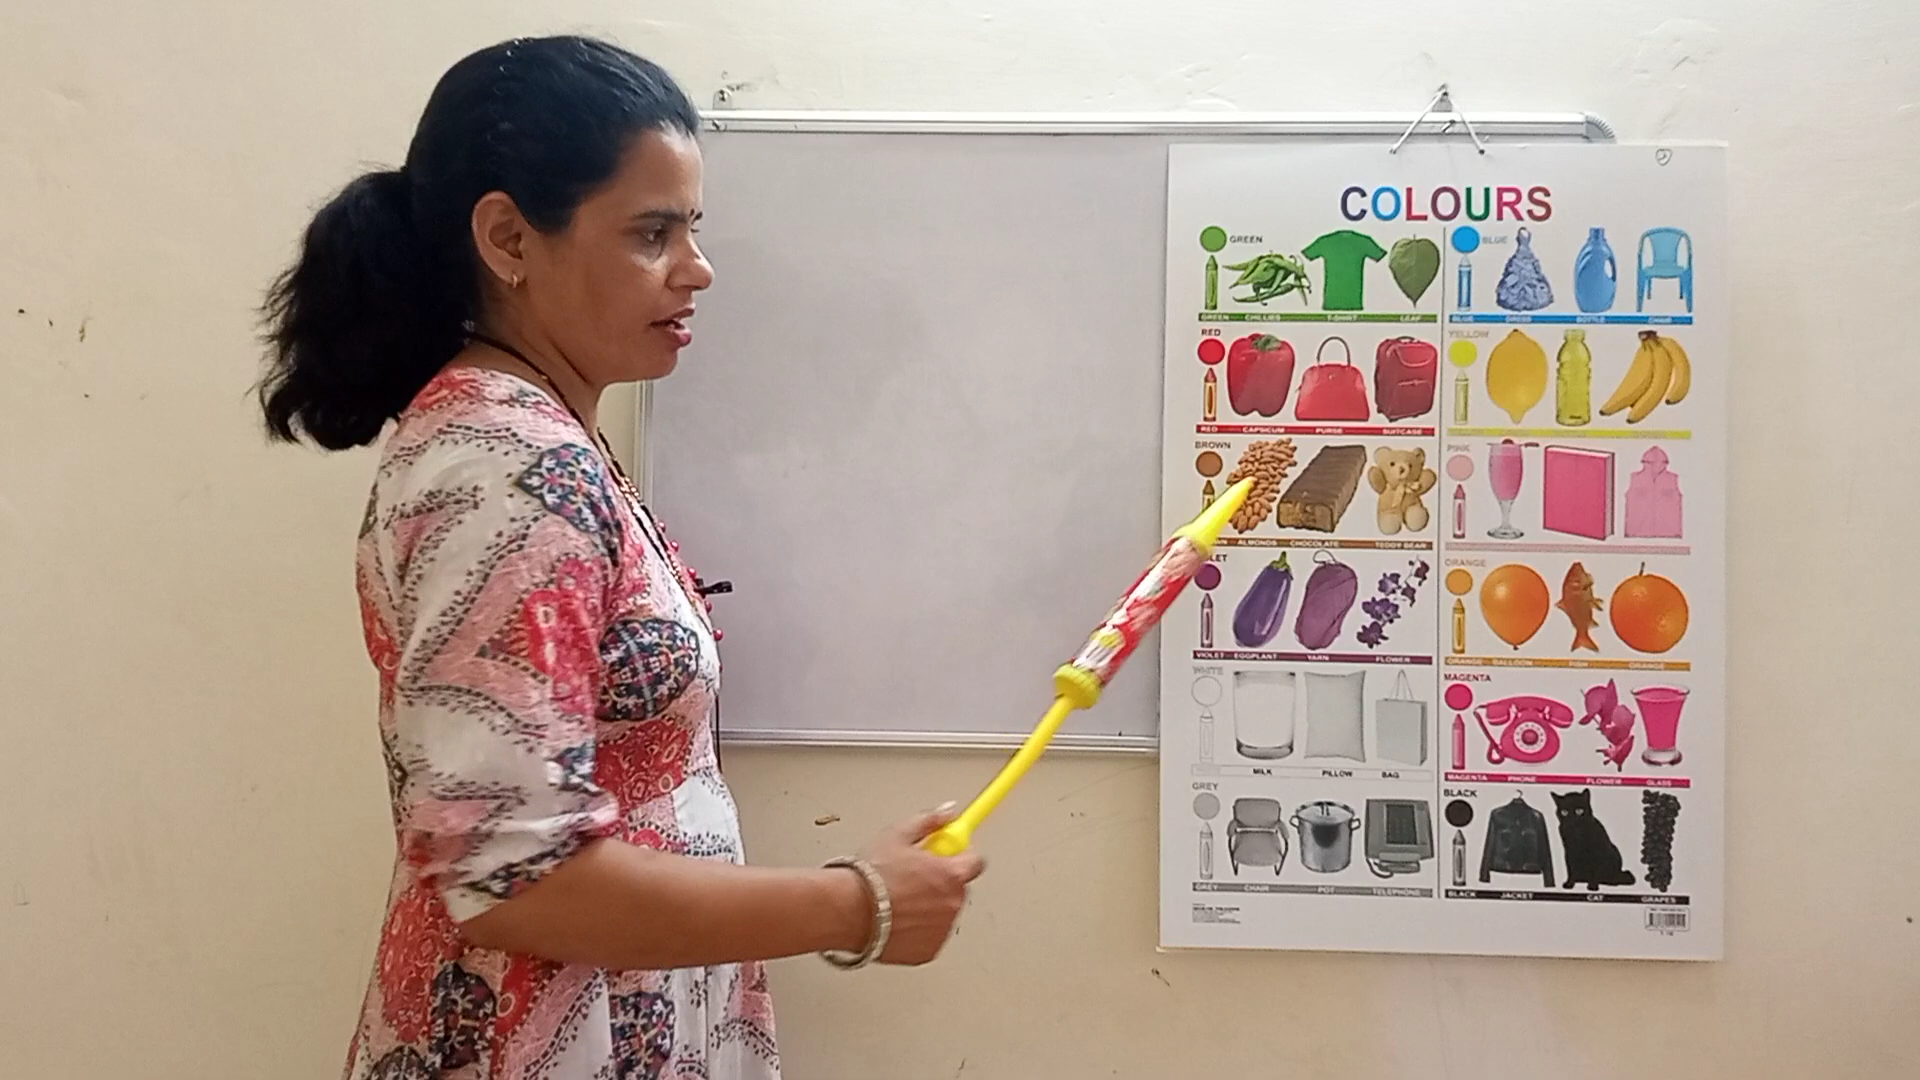 COLOURS
GREEN
GREEN CHILLIES T-SHIRT LEAF
BLUE
BLUE DRESS BOTTLE CHAIR
RED
RED CAPSICUM PURSE SUITCASE
YELLOW
BROWN
ALMONDS CHOCOLATE TEDDY BEAR
PINK
VIOLET EGGPLANT YARN FLOWER
ORANGE
ORANGE BALLOON FISH ORANGE
WHITE
MILK PILLOW BAG
MAGENTA
MAGENTA PHONE FLOWER GLASS
GREY
GREY CHAIR POT TELEPHONE
BLACK
BLACK JACKET CAT GRAPES